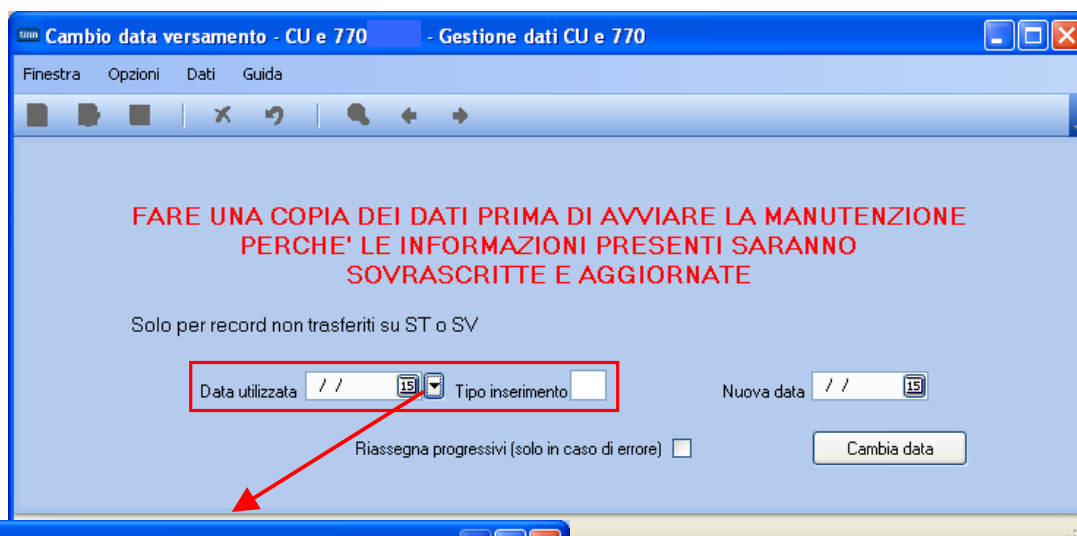 tinn Cambio data versamento - CU e 770 - Gestione dati CU e 770
Finestra Opzioni Dati Guida
FARE UNA COPIA DEI DATI PRIMA DI AVVIARE LA MANUTENZIONE
PERCHE' LE INFORMAZIONI PRESENTI SARANNO
SOVRASCRITTE E AGGIORNATE
Solo per record non trasferiti su ST o SV
Data utilizzata / / 15 Tipo inserimento Nuova data / / 15
Riassegna progressivi (solo in caso di errore) Cambia data